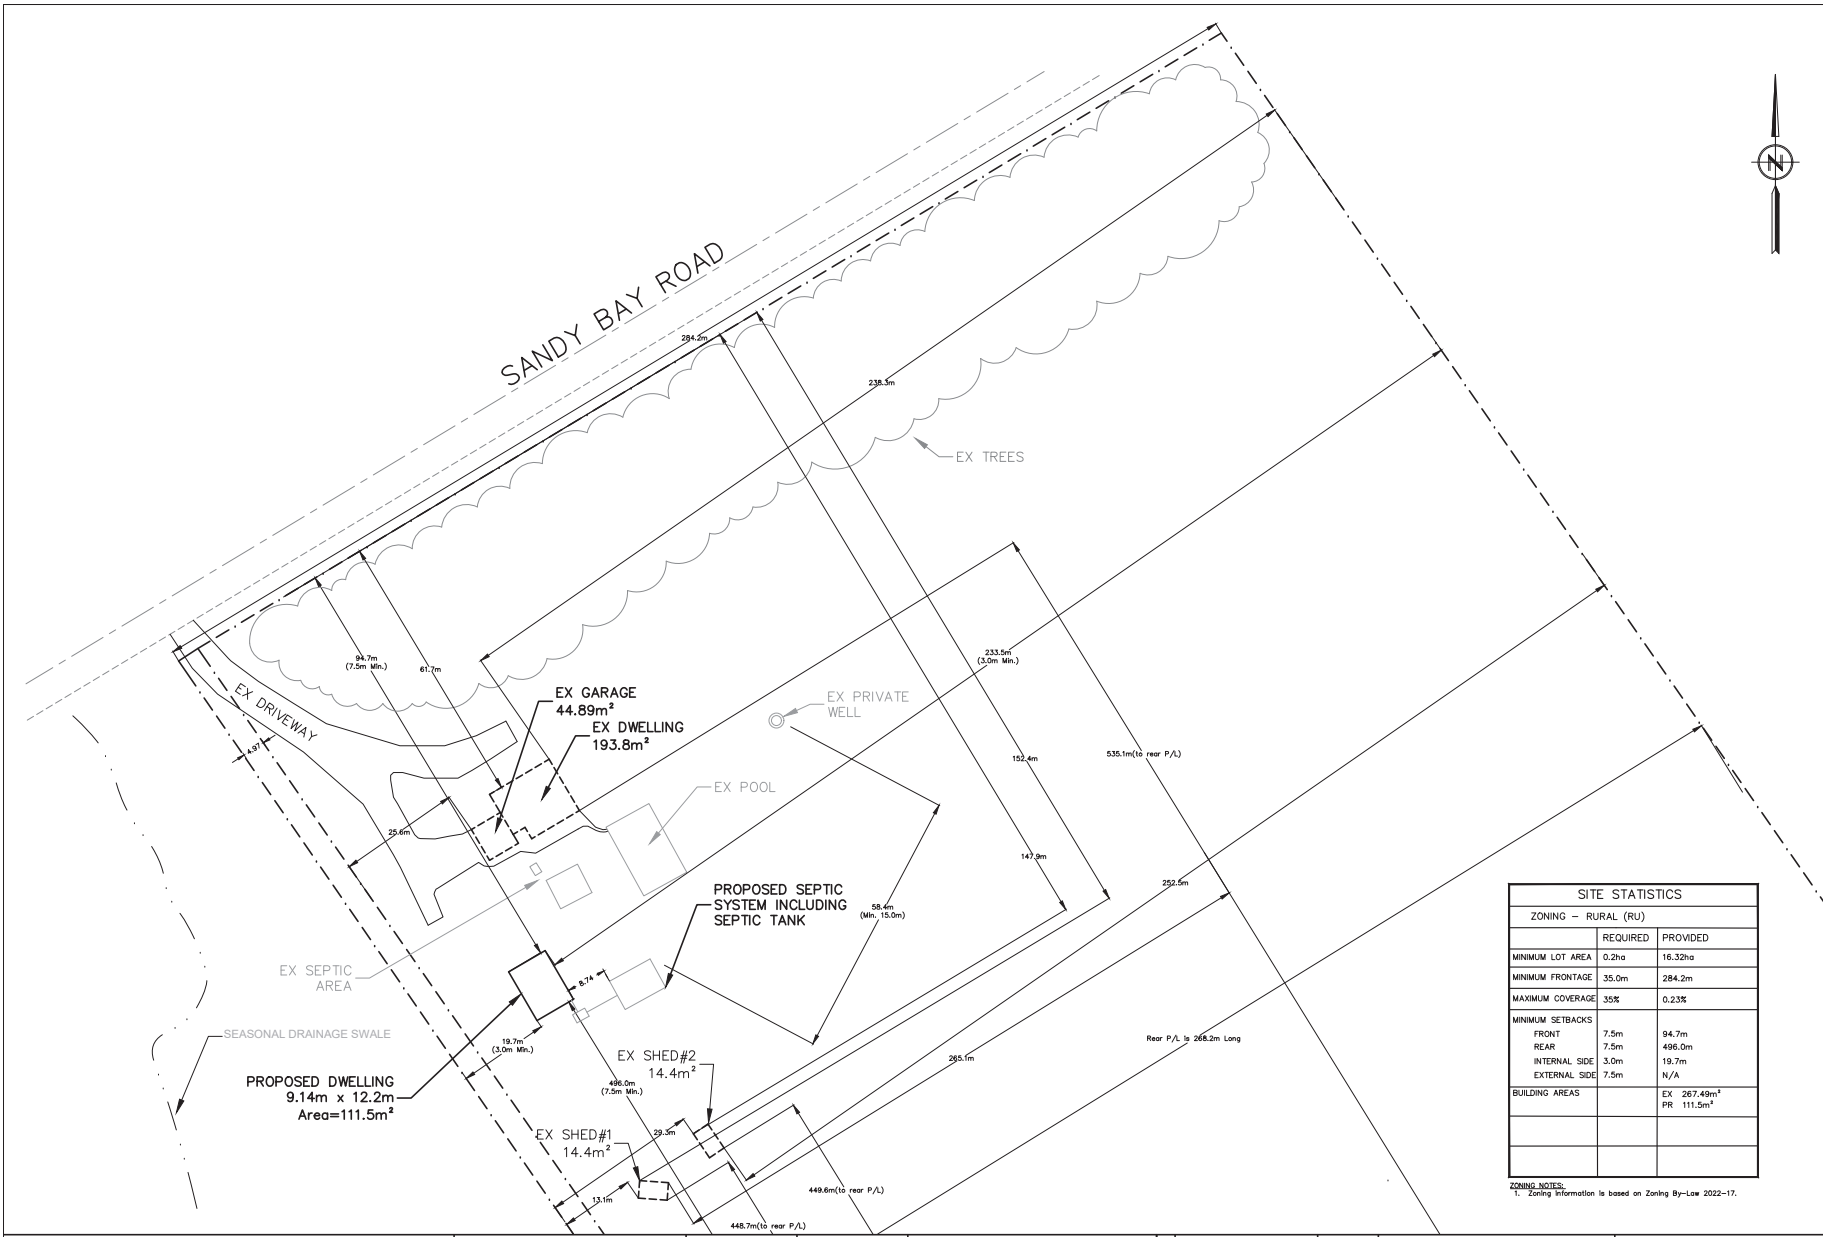 N
SANDY BAY ROAD
284.2m
238.3m
EX TREES
94.7m
(7.5m Min.)
61.7m
EX DRIVEWAY
EX GARAGE
44.89m²
EX DWELLING
193.8m²
EX PRIVATE
WELL
233.5m
(3.0m Min.)
4.97
152.4m
535.1m(to rear P/L)
EX POOL
25.6m
147.9m
252.5m
PROPOSED SEPTIC
SYSTEM INCLUDING
SEPTIC TANK
58.4m
(Min. 15.0m)
EX SEPTIC
AREA
8.74
SEASONAL DRAINAGE SWALE
19.7m
(3.0m Min.)
Rear P/L is 268.2m Long
265.1m
PROPOSED DWELLING
9.14m x 12.2m
Area=111.5m²
EX SHED#2
14.4m²
496.0m
(7.5m Min.)
29.3m
EX SHED#1
14.4m²
13.1m
449.6m(to rear P/L)
448.7m(to rear P/L)
SITE STATISTICS
ZONING – RURAL (RU)
REQUIRED PROVIDED
MINIMUM LOT AREA 0.2ha 16.32ha
MINIMUM FRONTAGE 35.0m 284.2m
MAXIMUM COVERAGE 35% 0.23%
MINIMUM SETBACKS
FRONT 7.5m 94.7m
REAR 7.5m 496.0m
INTERNAL SIDE 3.0m 19.7m
EXTERNAL SIDE 7.5m N/A
BUILDING AREAS EX 267.49m²
PR 111.5m²
ZONING NOTES:
1. Zoning Information is based on Zoning By-Law 2022-17.